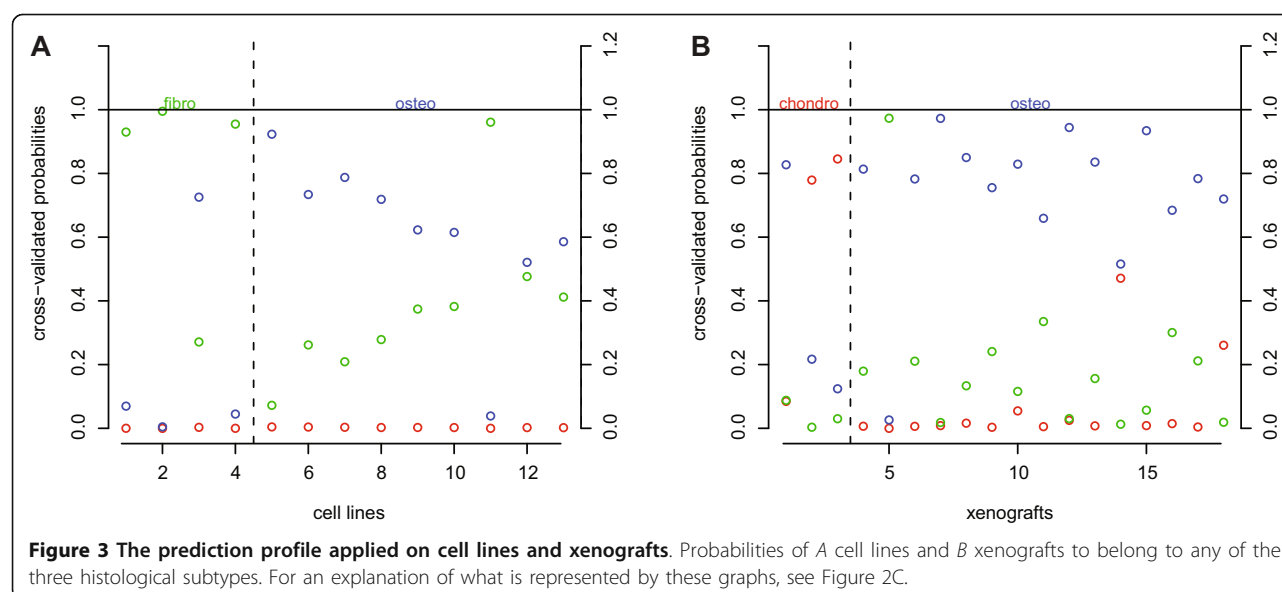 A
B
fibro
osteo
chondro
osteo
cross−validated probabilities
0.0 0.2 0.4 0.6 0.8 1.0
0.0 0.2 0.4 0.6 0.8 1.0 1.2
2 4 6 8 10 12
cell lines
cross−validated probabilities
0.0 0.2 0.4 0.6 0.8 1.0
0.0 0.2 0.4 0.6 0.8 1.0 1.2
5 10 15
xenografts
Figure 3 The prediction profile applied on cell lines and xenografts. Probabilities of A cell lines and B xenografts to belong to any of the
three histological subtypes. For an explanation of what is represented by these graphs, see Figure 2C.